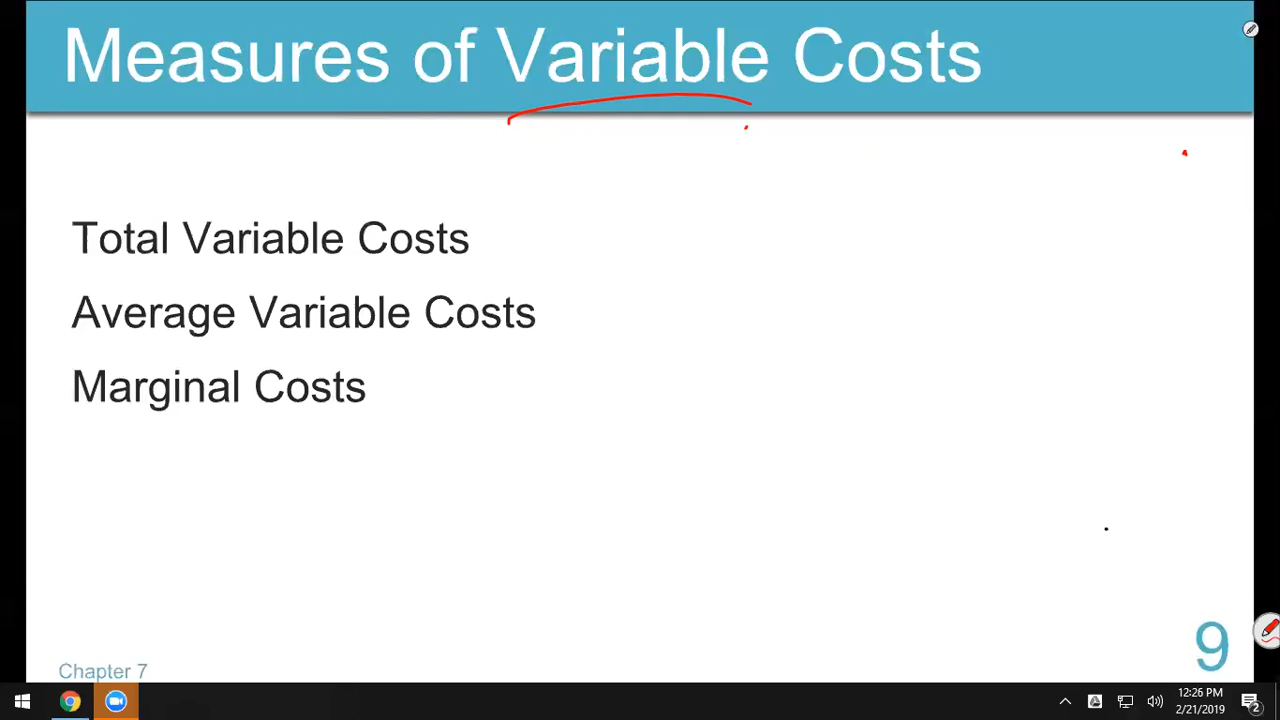 Measures of Variable Costs
Total Variable Costs
Average Variable Costs
Marginal Costs
Chapter 7
9
12:26 PM
2/21/2019
2